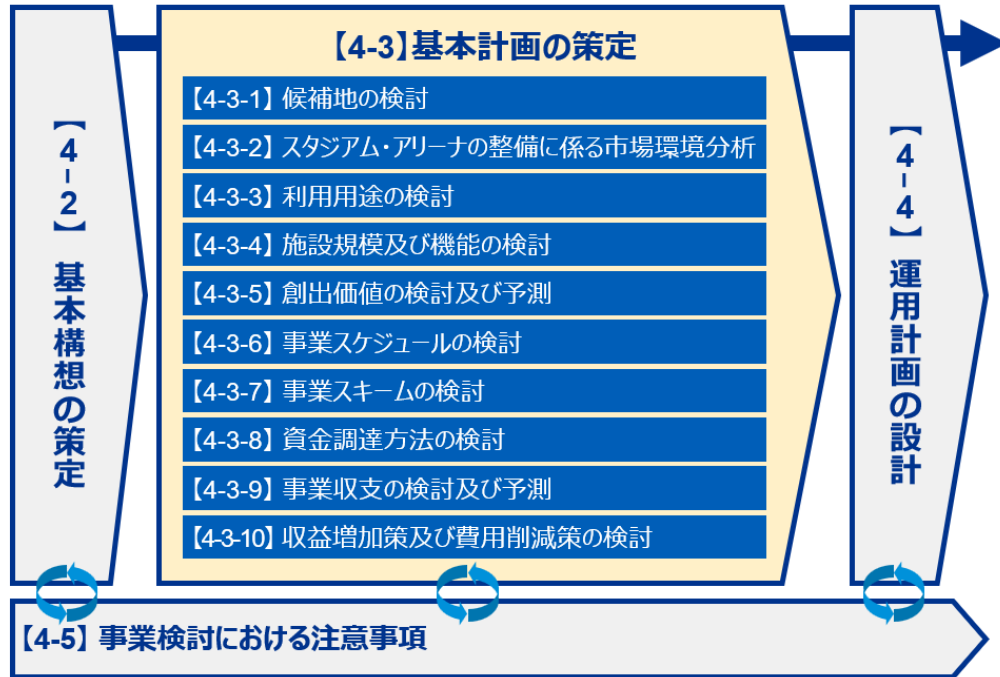 【4-2】 基本構想の策定
【4-3】基本計画の策定
【4-3-1】 候補地の検討
【4-3-2】 スタジアム・アリーナの整備に係る市場環境分析
【4-3-3】 利用用途の検討
【4-3-4】 施設規模及び機能の検討
【4-3-5】 創出価値の検討及び予測
【4-3-6】 事業スケジュールの検討
【4-3-7】 事業スキームの検討
【4-3-8】 資金調達方法の検討
【4-3-9】 事業収支の検討及び予測
【4-3-10】 収益増加策及び費用削減策の検討
【4-4】 運用計画の設計
【4-5】 事業検討における注意事項